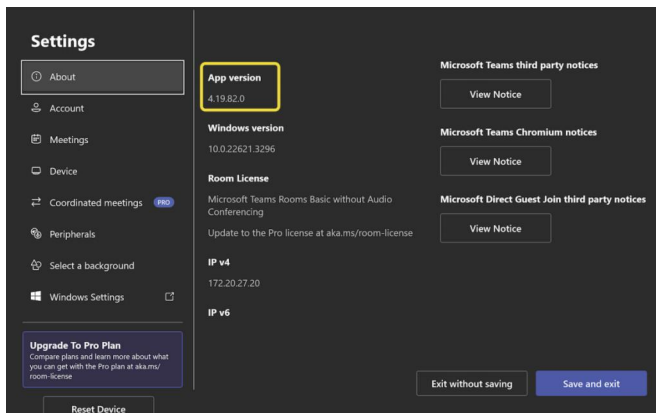 Settings
About
Account
Meetings
Device
Coordinated meetings PRO
Peripherals
Select a background
Windows Settings
Upgrade To Pro Plan
Compare plans and learn more about what
you can get with the Pro plan at aka.ms/
room-license
Reset Device
App version
4.19.82.0
Windows version
10.0.22621.3296
Room License
Microsoft Teams Rooms Basic without Audio
Conferencing
Update to the Pro license at aka.ms/room-license
IP v4
172.20.27.20
IP v6
Microsoft Teams third party notices
View Notice
Microsoft Teams Chromium notices
View Notice
Microsoft Direct Guest Join third party notices
View Notice
Exit without saving
Save and exit